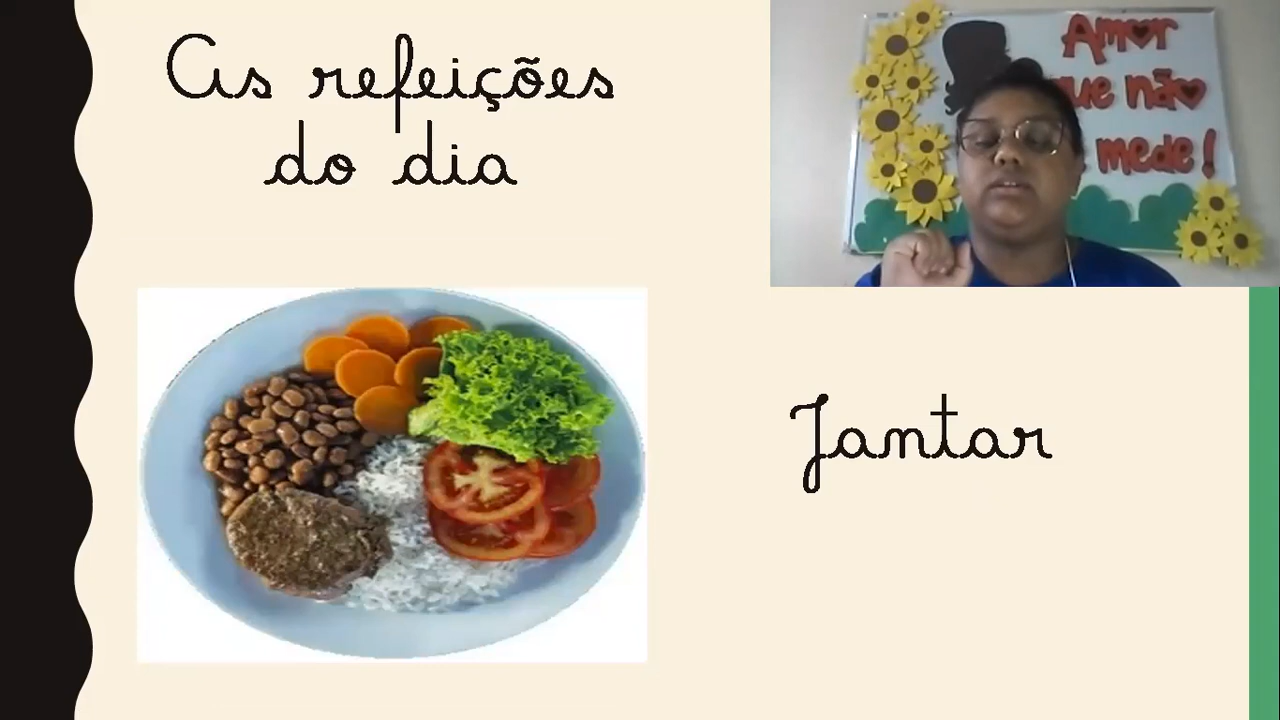 As refeições
do dia
Amor
que não
mede!
Jantar